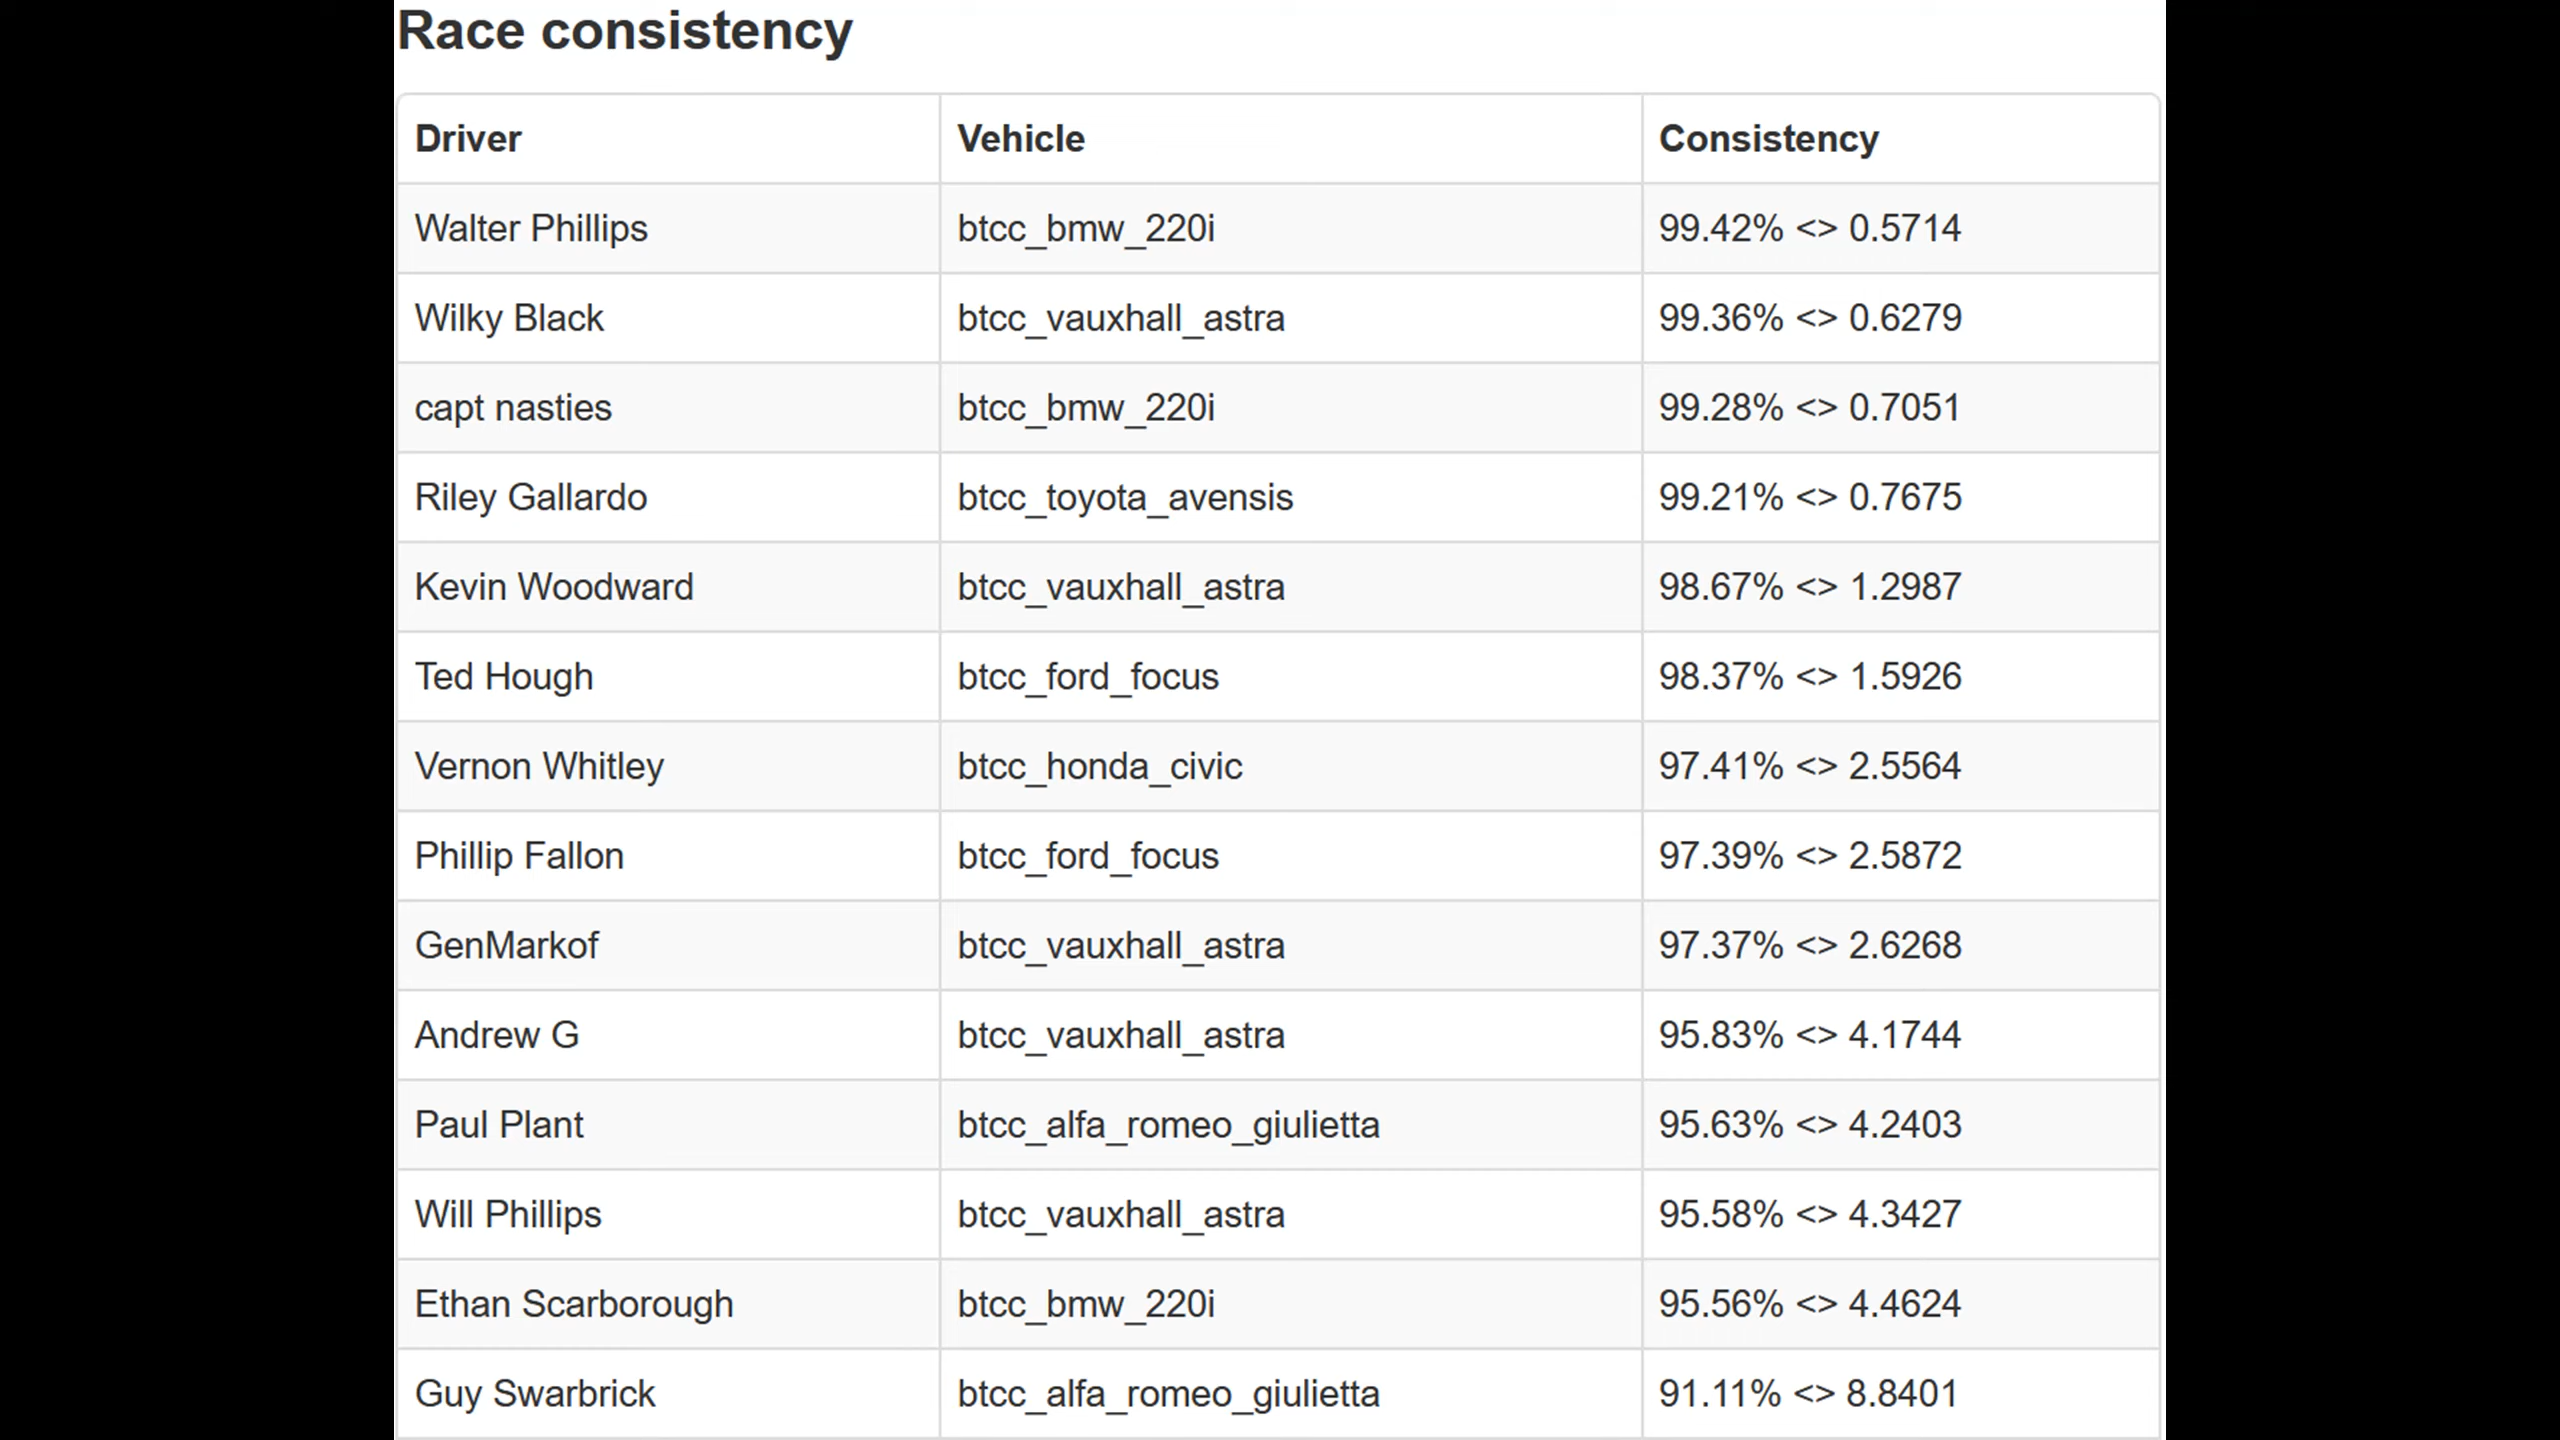 Race consistency
Driver Vehicle Consistency
Walter Phillips btcc_bmw_220i 99.42% <> 0.5714
Wilky Black btcc_vauxhall_astra 99.36% <> 0.6279
capt nasties btcc_bmw_220i 99.28% <> 0.7051
Riley Gallardo btcc_toyota_avensis 99.21% <> 0.7675
Kevin Woodward btcc_vauxhall_astra 98.67% <> 1.2987
Ted Hough btcc_ford_focus 98.37% <> 1.5926
Vernon Whitley btcc_honda_civic 97.41% <> 2.5564
Phillip Fallon btcc_ford_focus 97.39% <> 2.5872
GenMarkof btcc_vauxhall_astra 97.37% <> 2.6268
Andrew G btcc_vauxhall_astra 95.83% <> 4.1744
Paul Plant btcc_alfa_romeo_giulietta 95.63% <> 4.2403
Will Phillips btcc_vauxhall_astra 95.58% <> 4.3427
Ethan Scarborough btcc_bmw_220i 95.56% <> 4.4624
Guy Swarbrick btcc_alfa_romeo_giulietta 91.11% <> 8.8401